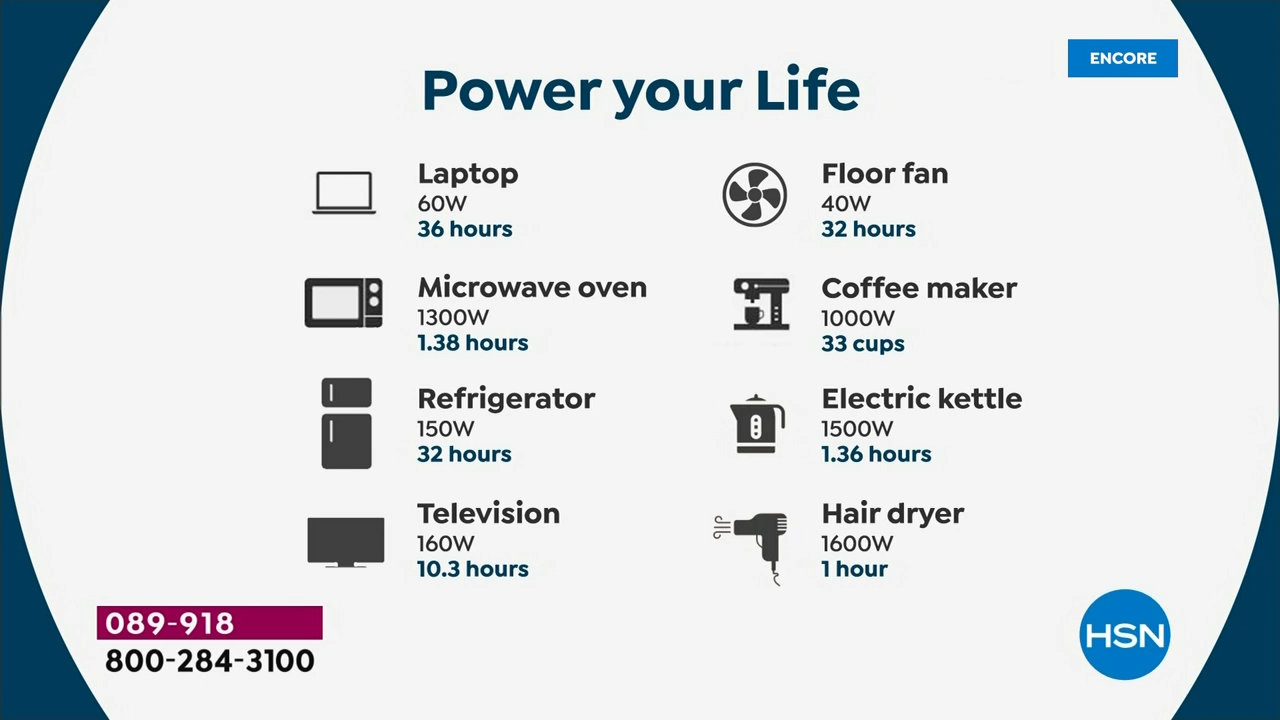 ENCORE
Power your Life
Laptop
60W
36 hours
Floor fan
40W
32 hours
Microwave oven
1300W
1.38 hours
Coffee maker
1000W
33 cups
Refrigerator
150W
32 hours
Electric kettle
1500W
1.36 hours
Television
160W
10.3 hours
Hair dryer
1600W
1 hour
089-918
800-284-3100
HSN